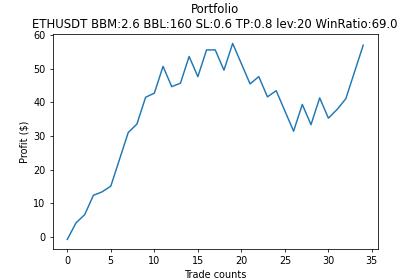 Portfolio
ETHUSDT BBM:2.6 BBL:160 SL:0.6 TP:0.8 lev:20 WinRatio:69.0
60
50
40
30
20
10
0
Profit ($)
0 5 10 15 20 25 30 35
Trade counts